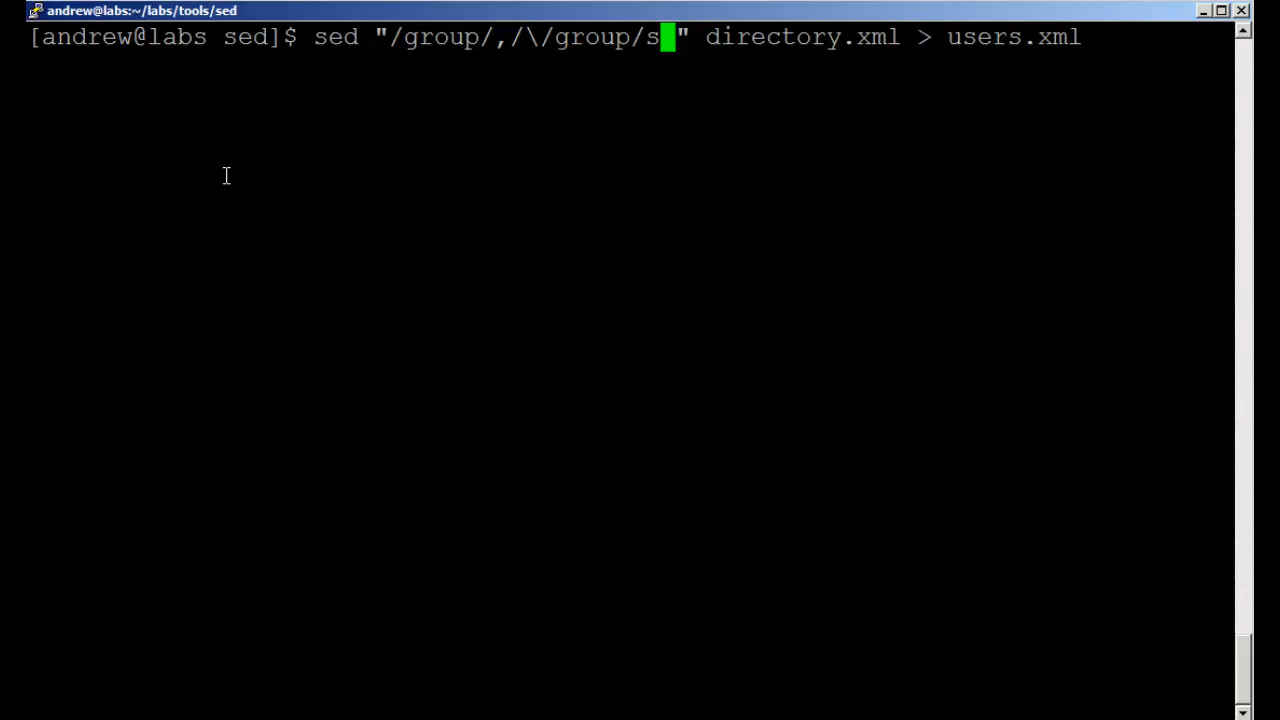 andrew@labs:~/labs/tools/sed
[andrew@labs sed]$ sed "/group/,/\/group/s " directory.xml > users.xml